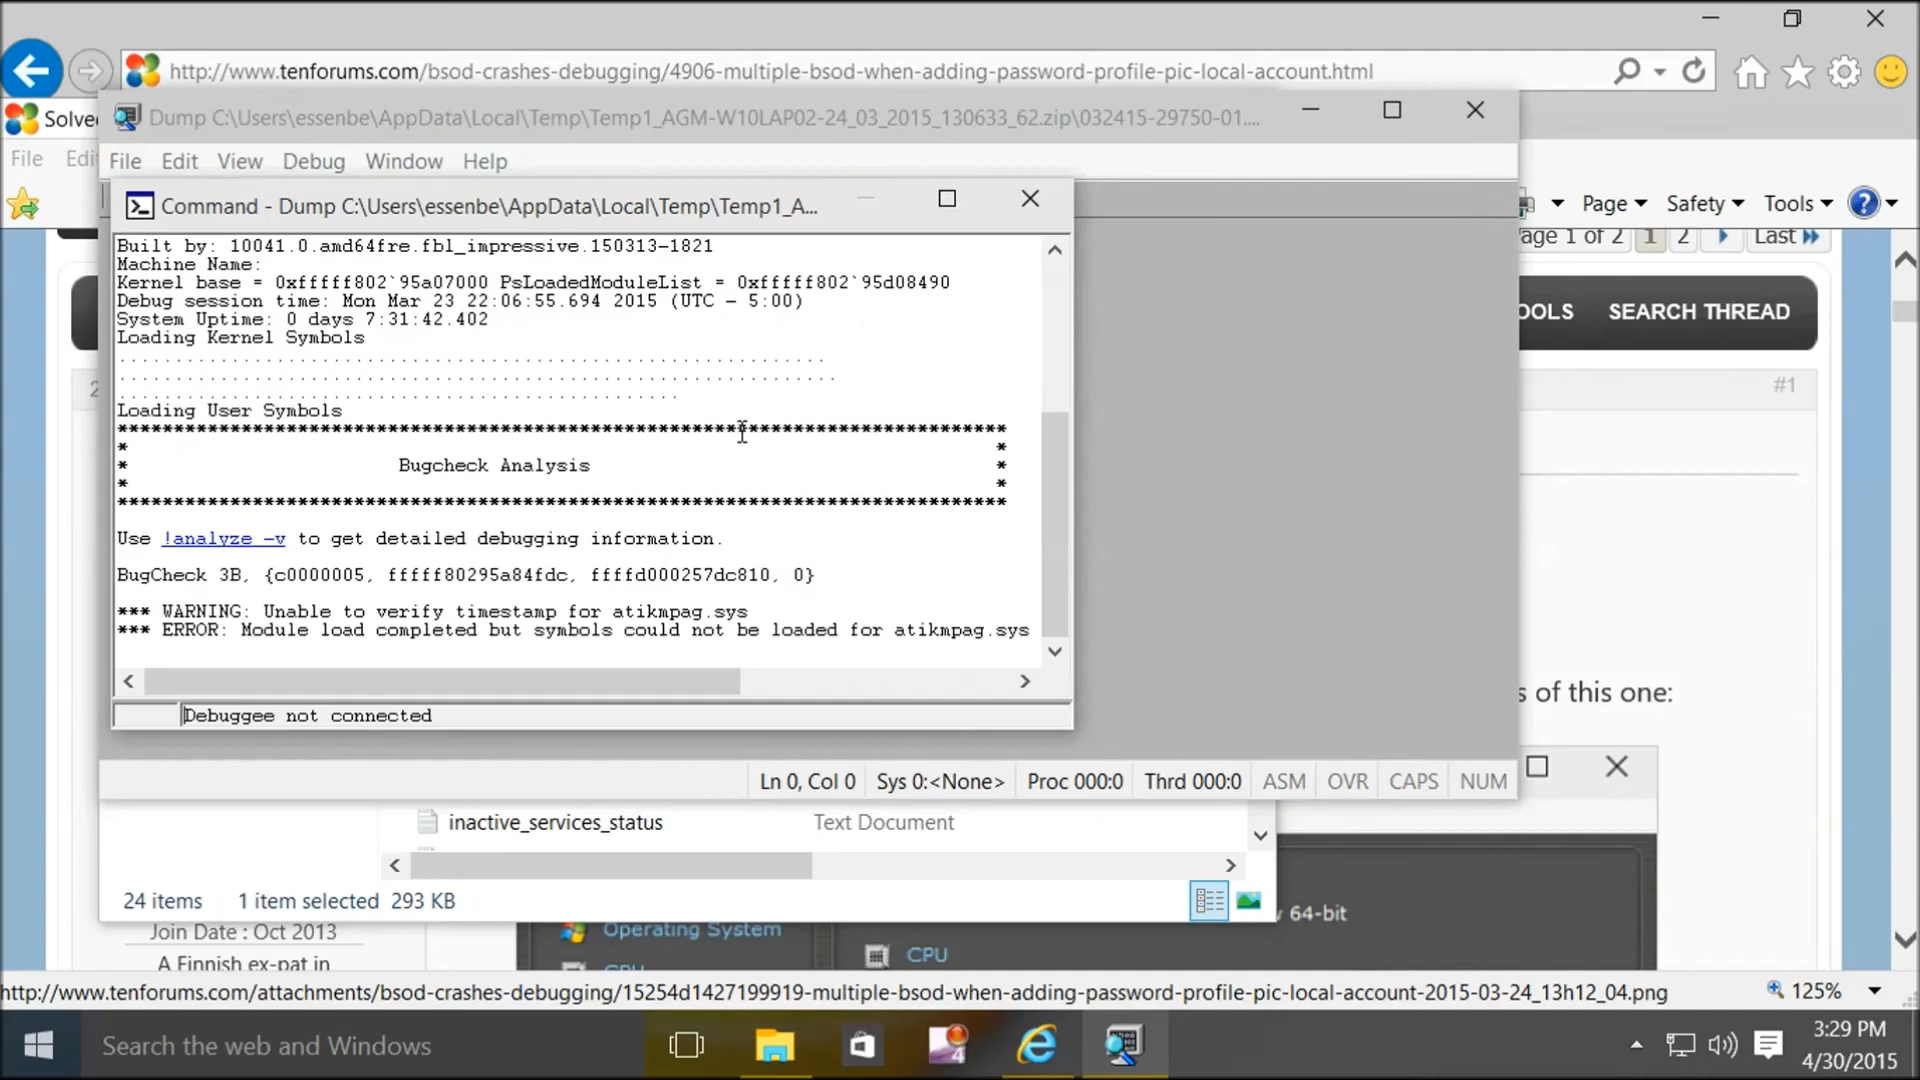 http://www.tenforums.com/bsod-crashes-debugging/4906-multiple-bsod-when-adding-password-profile-pic-local-account.html
Solve
File Edi
Dump C:\Users\essenbe\AppData\Local\Temp\Temp1_AGM-W10LAP02-24_03_2015_130633_62.zip\032415-29750-01....
File Edit View Debug Window Help
Page Safety Tools
Command - Dump C:\Users\essenbe\AppData\Local\Temp\Temp1_A...
age 1 of 2 1 2 Last
Built by: 10041.0.amd64fre.fbl_impressive.150313-1821
Machine Name:
Kernel base = 0xfffff802`95a07000 PsLoadedModuleList = 0xfffff802`95d08490
Debug session time: Mon Mar 23 22:06:55.694 2015 (UTC - 5:00)
System Uptime: 0 days 7:31:42.402
Loading Kernel Symbols
...............................................................
................................................................
..................................................
Loading User Symbols
*******************************************************************************
* *
* Bugcheck Analysis *
* *
*******************************************************************************
Use !analyze -v to get detailed debugging information.
BugCheck 3B, {c0000005, fffff80295a84fdc, ffffd000257dc810, 0}
*** WARNING: Unable to verify timestamp for atikmpag.sys
*** ERROR: Module load completed but symbols could not be loaded for atikmpag.sys
Debuggee not connected
OOLS SEARCH THREAD
2
#1
s of this one:
Ln 0, Col 0 Sys 0:<None> Proc 000:0 Thrd 000:0 ASM OVR CAPS NUM
inactive_services_status Text Document
24 items 1 item selected 293 KB
64-bit
Operating System
CPU
Join Date : Oct 2013
A Finnish ex-pat in
http://www.tenforums.com/attachments/bsod-crashes-debugging/15254d1427199919-multiple-bsod-when-adding-password-profile-pic-local-account-2015-03-24_13h12_04.png
125%
Search the web and Windows
4
3:29 PM
4/30/2015